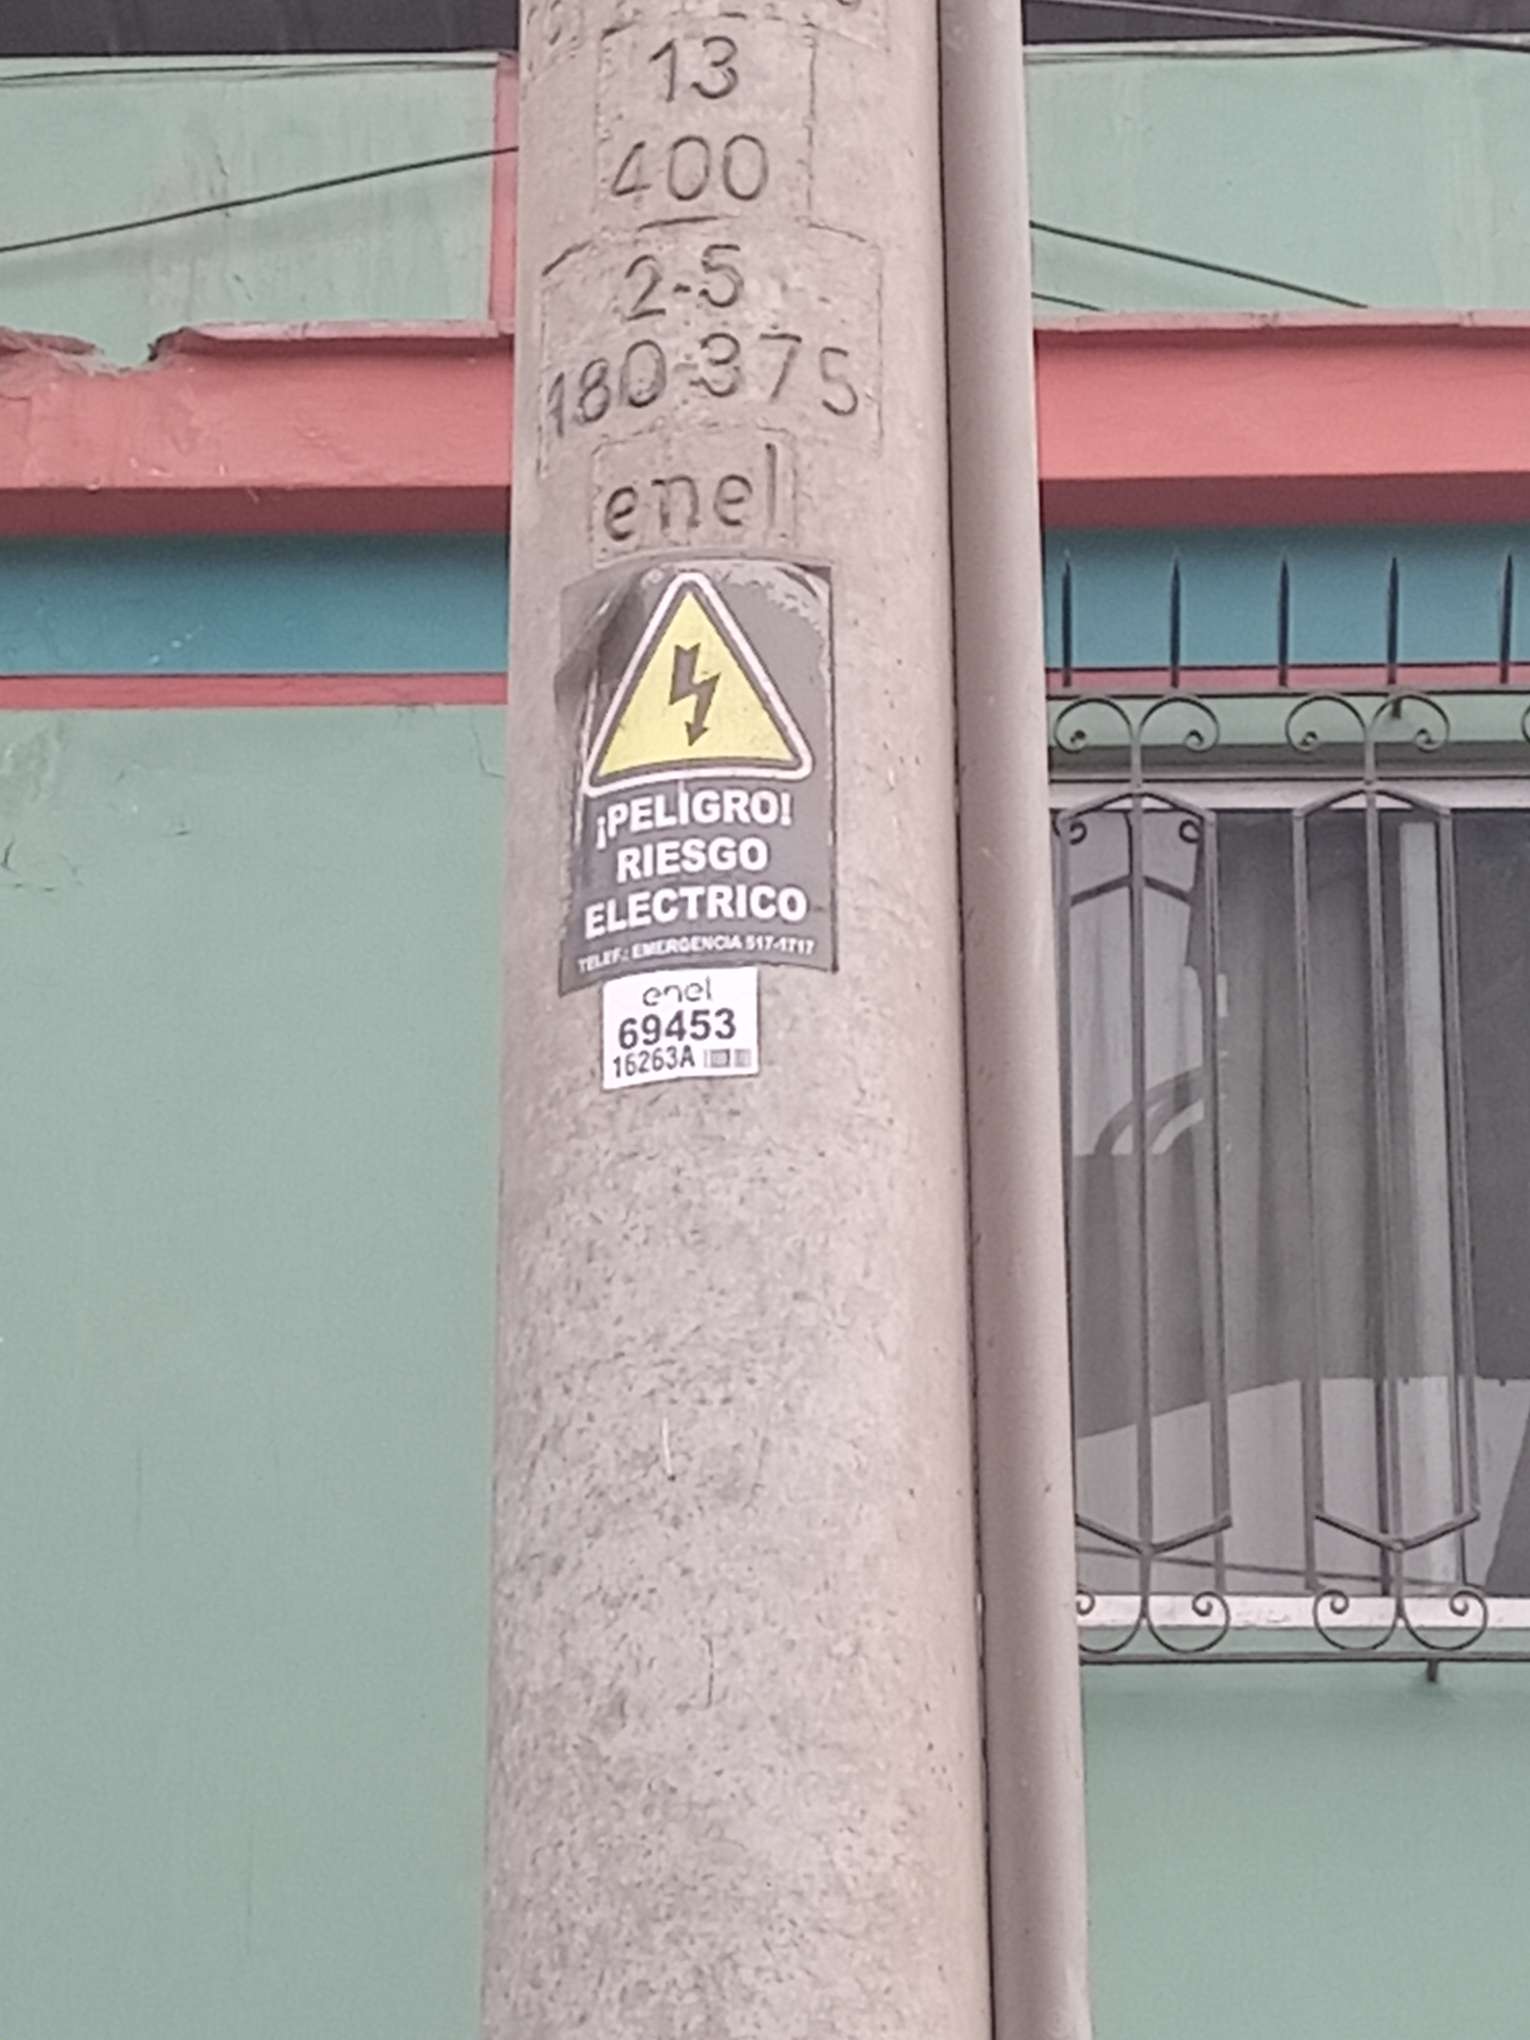 13
400
2-5
180-375
enel
¡PELIGRO!
RIESGO
ELECTRICO
TELEF.: EMERGENCIA 517-1717
enel
69453
16263A